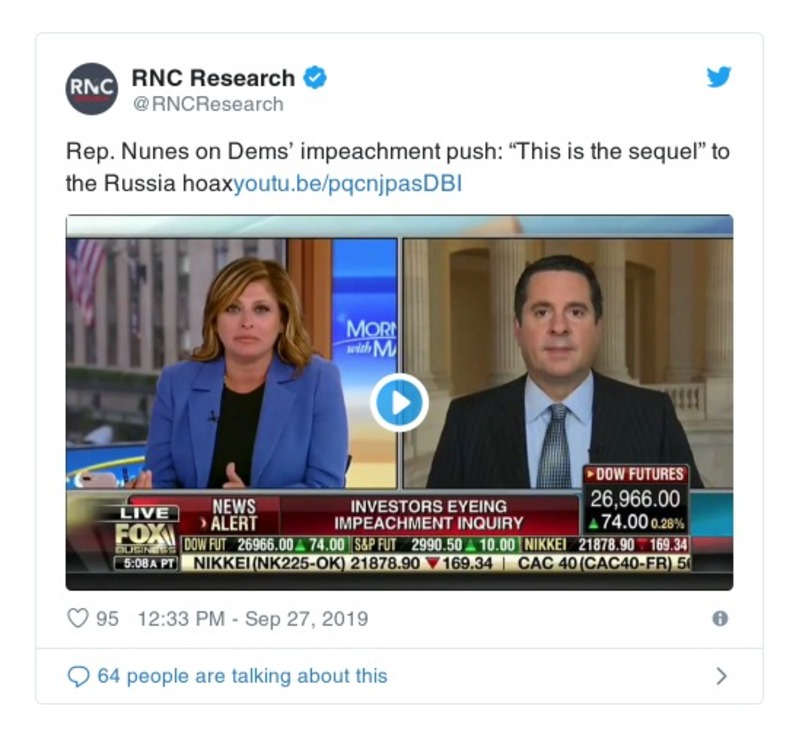 RNC
RNC Research
@RNCResearch
Rep. Nunes on Dems’ impeachment push: “This is the sequel” to
the Russia hoaxyoutu.be/pqcnjpasDBI
MORN
with MA
DOW FUTURES
26,966.00
▲74.00 0.28%
LIVE
FOX
BUSINESS
5:08A PT
NEWS
› ALERT
INVESTORS EYEING
IMPEACHMENT INQUIRY
DOW FUT 26966.00▲74.00 S&P FUT 2990.50▲10.00 NIKKEI 21878.90▼169.34
NIKKEI(NK225-OK) 21878.90 ▼169.34 | CAC 40(CAC40-FR) 5
95 12:33 PM - Sep 27, 2019
64 people are talking about this